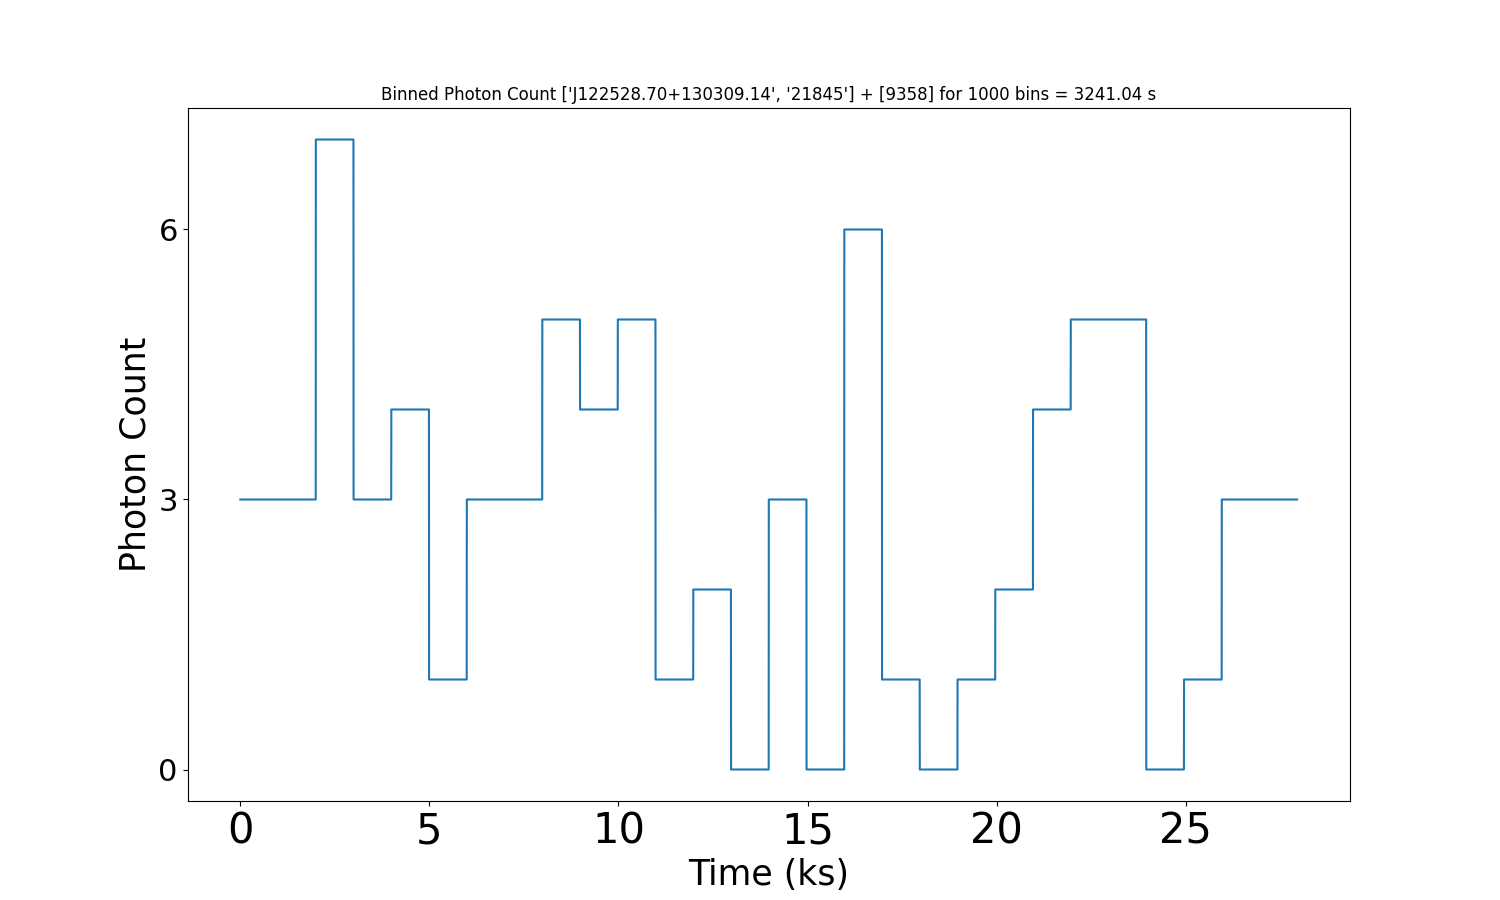 Binned Photon Count ['J122528.70+130309.14', '21845'] + [9358] for 1000 bins = 3241.04 s
6
3
0
Photon Count
0 5 10 15 20 25
Time (ks)